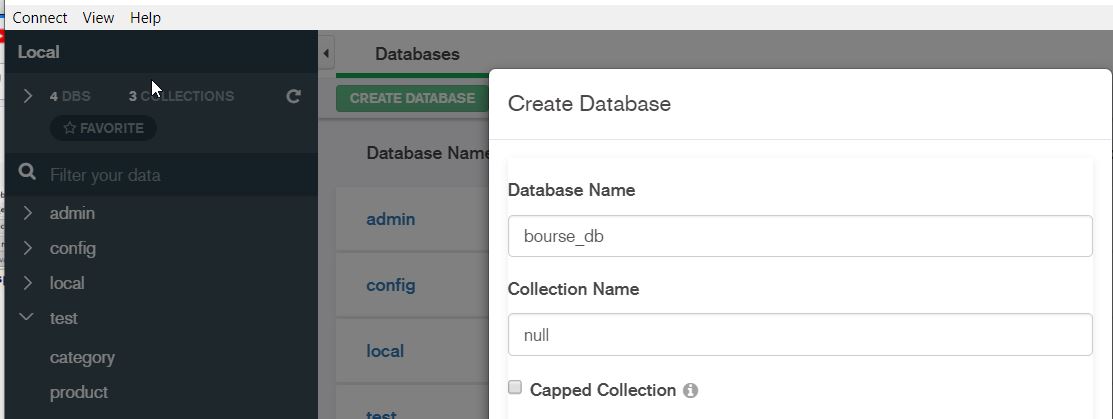 Connect View Help
Local
4 DBS 3 COLLECTIONS
FAVORITE
Filter your data
admin
config
local
test
category
product
Databases
CREATE DATABASE
Database Name
admin
config
local
test
Create Database
Database Name
bourse_db
Collection Name
null
Capped Collection